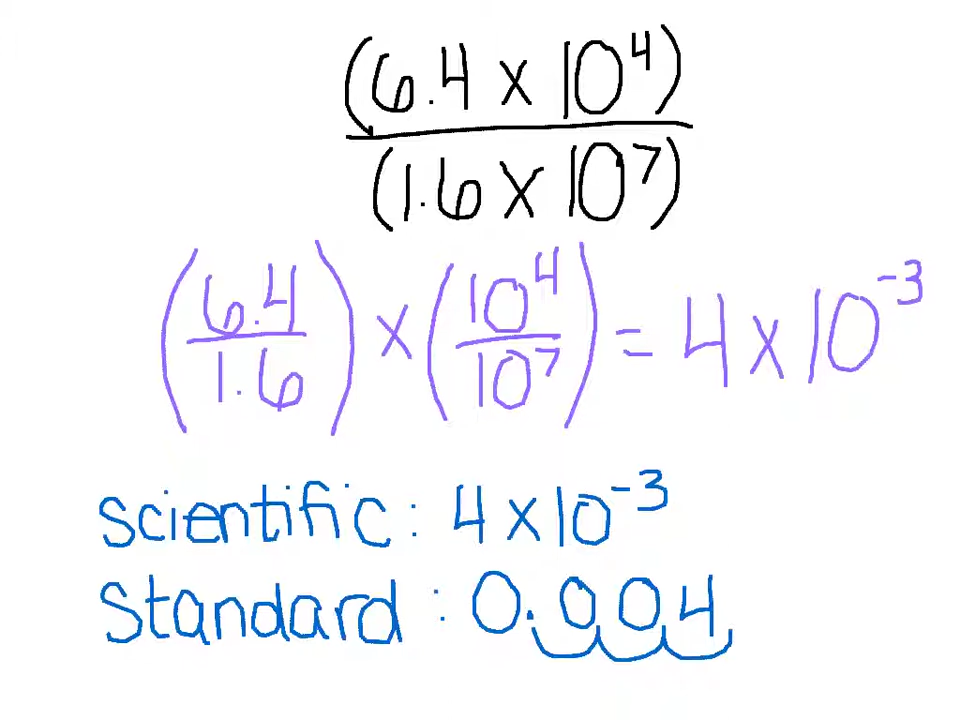 (6.4 x 10⁴)
(1.6 x 10⁷)
(6.4/1.6) x (10⁴/10⁷) = 4 x 10⁻³
Scientific: 4 x 10⁻³
Standard: 0.004